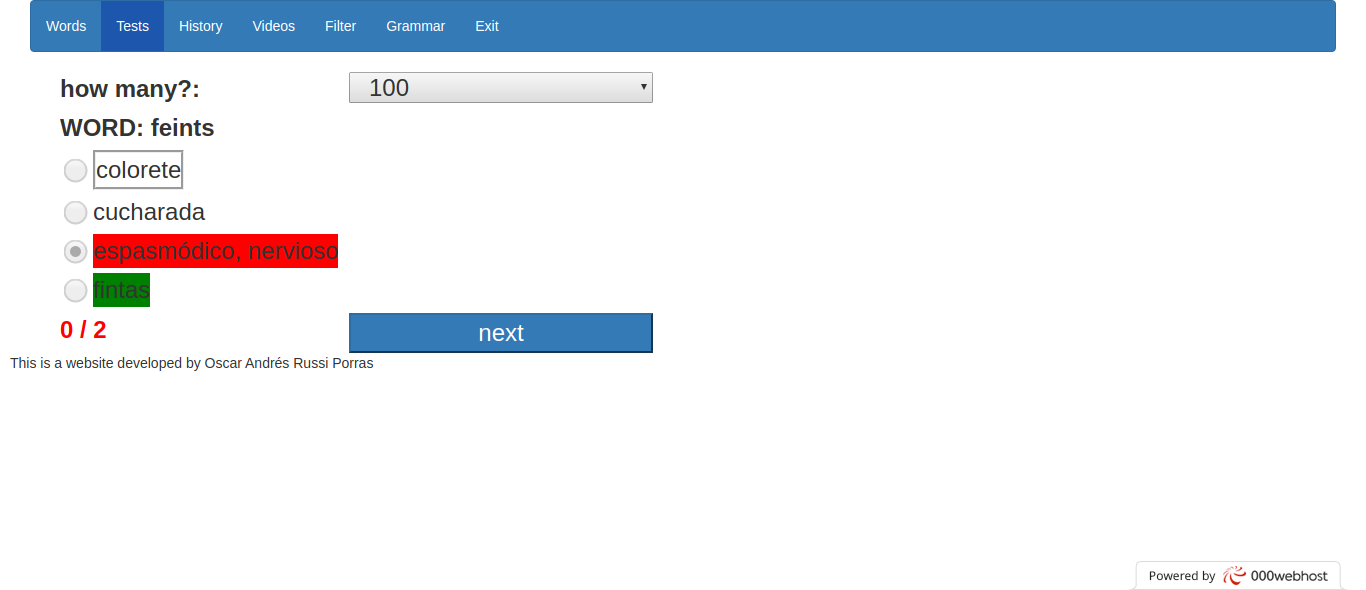 Words Tests History Videos Filter Grammar Exit
how many?: 100
WORD: feints
colorete
cucharada
espasmódico, nervioso
fintas
0 / 2 next
This is a website developed by Oscar Andrés Russi Porras
Powered by 000webhost